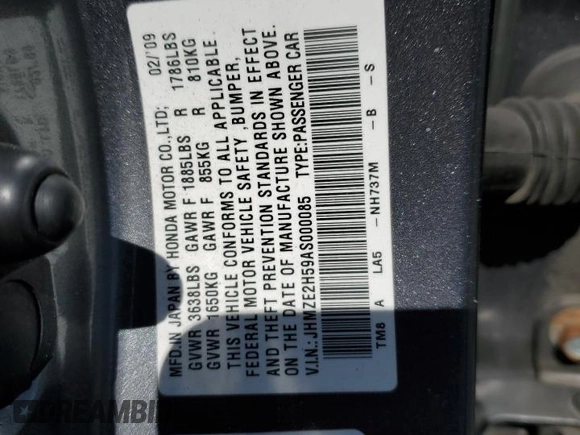 MFD.IN JAPAN BY HONDA MOTOR CO.,LTD; 02/'09
GVWR 3638LBS GAWR F 1885LBS R 1786LBS
GVWR 1650KG GAWR F 855KG R 810KG
THIS VEHICLE CONFORMS TO ALL APPLICABLE
FEDERAL MOTOR VEHICLE SAFETY ,BUMPER,
AND THEFT PREVENTION STANDARDS IN EFFECT
ON THE DATE OF MANUFACTURE SHOWN ABOVE.
V.I.N.: JHMZE2H59AS000085 TYPE:PASSENGER CAR
TM8 A LA5 -NH737M -B -S
DREAMBID